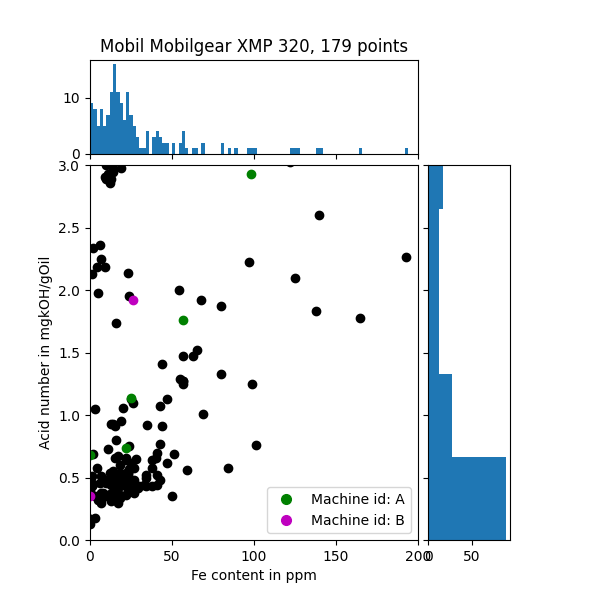 Mobil Mobilgear XMP 320, 179 points
10
0
3.0
2.5
2.0
1.5
1.0
0.5
0.0
Acid number in mgkOH/gOil
Machine id: A
Machine id: B
0 50 100 150 200 0 50
Fe content in ppm